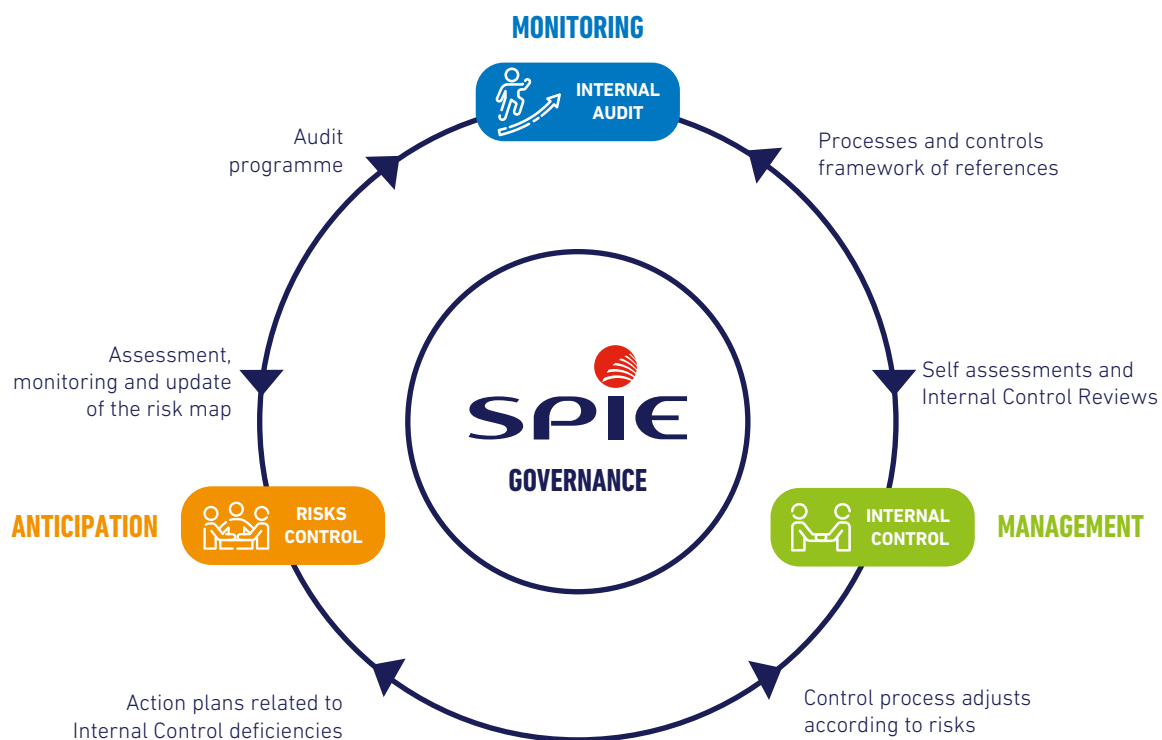 MONITORING
INTERNAL
AUDIT
Audit
programme
Processes and controls
framework of references
Assessment,
monitoring and update
of the risk map
Self assessments and
Internal Control Reviews
SPIE
GOVERNANCE
ANTICIPATION
RISKS
CONTROL
INTERNAL
CONTROL
MANAGEMENT
Action plans related to
Internal Control deficiencies
Control process adjusts
according to risks